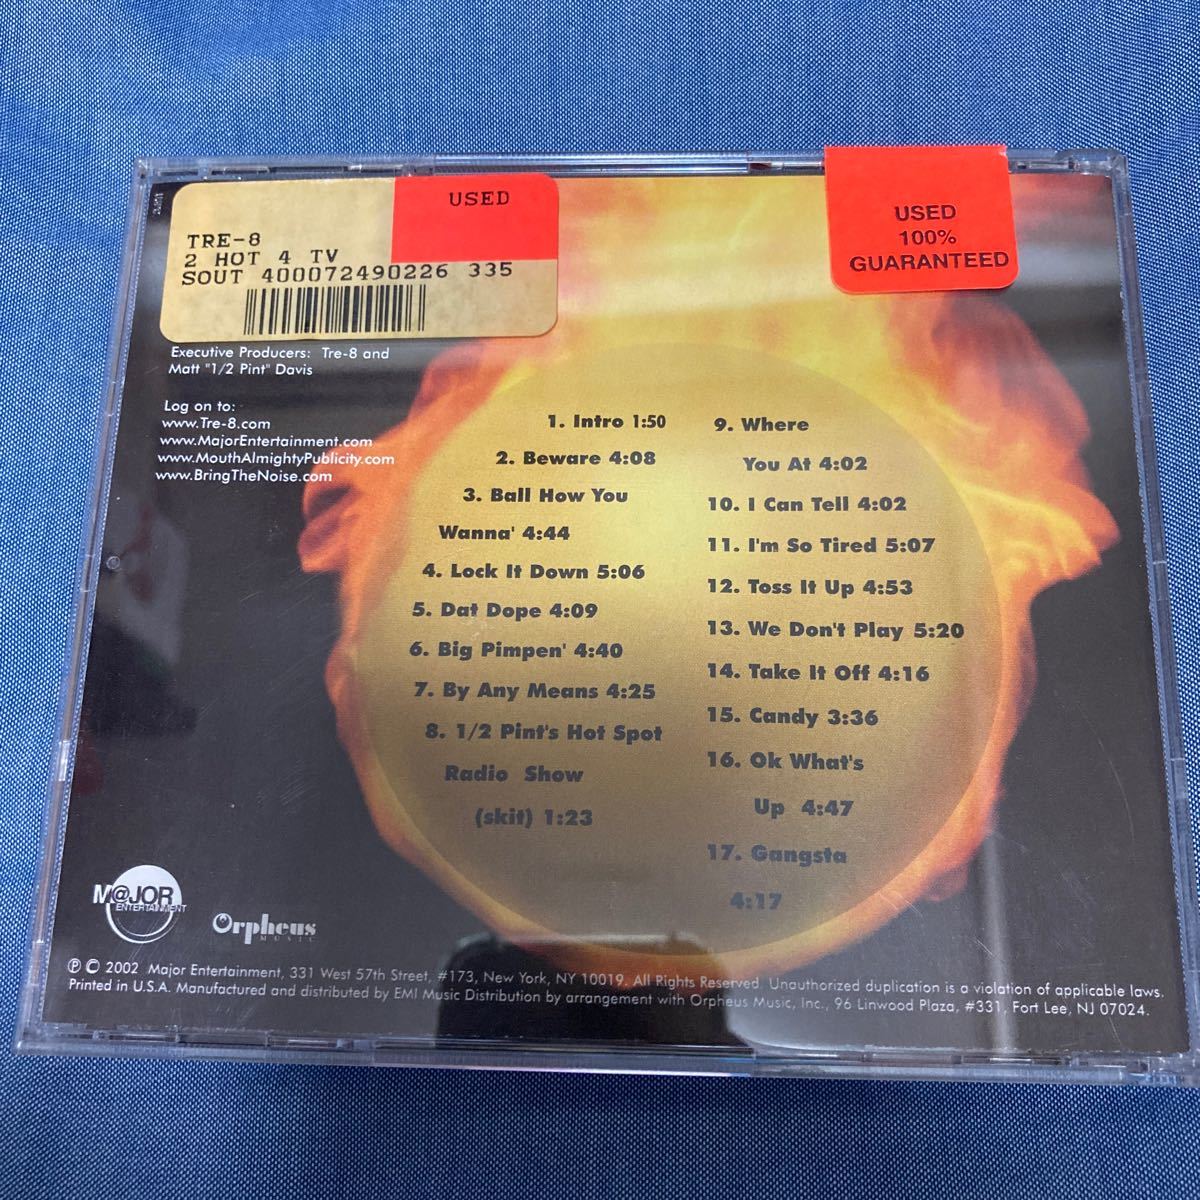 USED
TRE-8
2 HOT 4 TV
SOUT 400072490226 335
USED
100%
GUARANTEED
Executive Producers: Tre-8 and
Matt "1/2 Pint" Davis
Log on to:
www.Tre-8.com
www.MajorEntertainment.com
www.MouthAlmightyPublicity.com
www.BringTheNoise.com
1. Intro 1:50
2. Beware 4:08
3. Ball How You
Wanna' 4:44
4. Lock It Down 5:06
5. Dat Dope 4:09
6. Big Pimpen' 4:40
7. By Any Means 4:25
8. 1/2 Pint's Hot Spot
Radio Show
(skit) 1:23
9. Where
You At 4:02
10. I Can Tell 4:02
11. I'm So Tired 5:07
12. Toss It Up 4:53
13. We Don't Play 5:20
14. Take It Off 4:16
15. Candy 3:36
16. Ok What's
Up 4:47
17. Gangsta
4:17
M@JOR
ENTERTAINMENT
Orpheus
MUSIC
℗ © 2002 Major Entertainment, 331 West 57th Street, #173, New York, NY 10019. All Rights Reserved. Unauthorized duplication is a violation of applicable laws.
Printed in U.S.A. Manufactured and distributed by EMI Music Distribution by arrangement with Orpheus Music, Inc., 96 Linwood Plaza, #331, Fort Lee, NJ 07024.